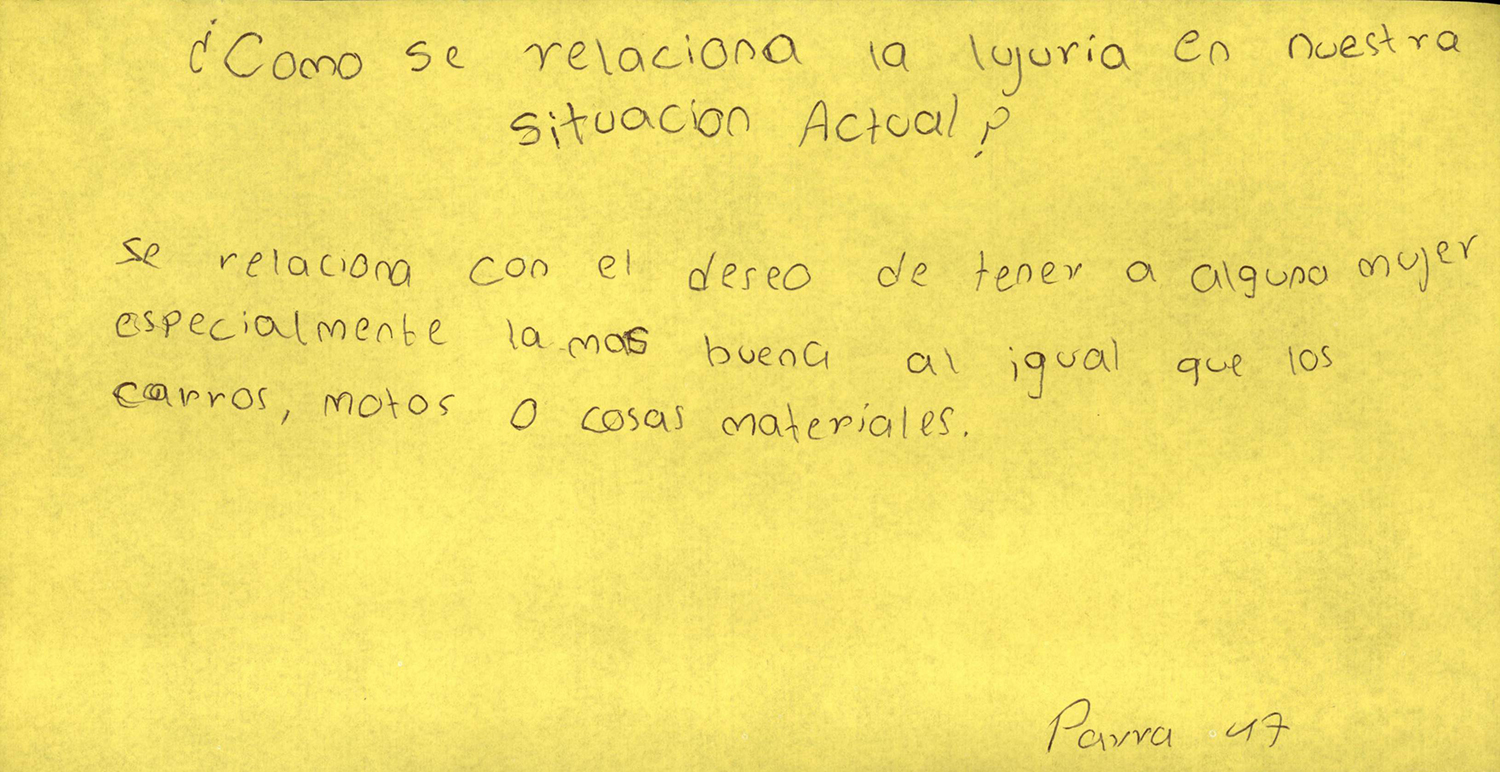 ¿Como se relaciona la lujuria en nuestra
situacion Actual?
se relaciona con el deseo de tener a alguna mujer
especialmente la mas buena al igual que los
carros, motos o cosas materiales.
Parra 47